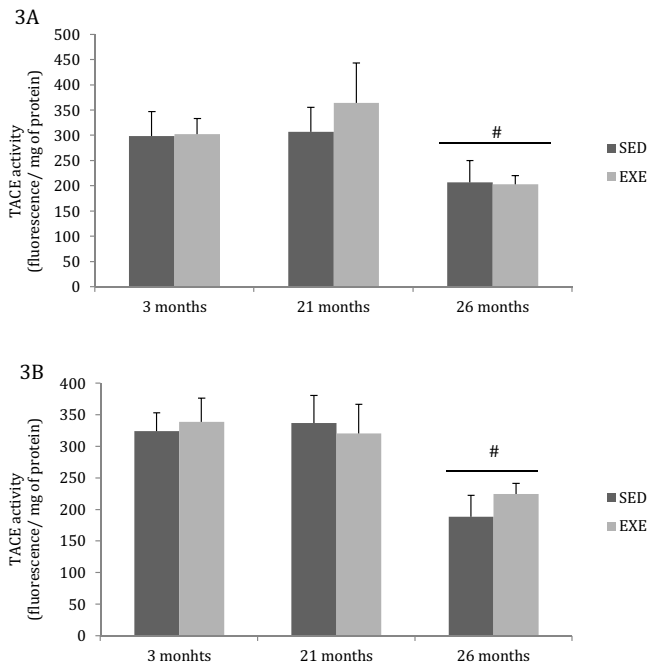 3A
TACE activity
(fluorescence/ mg of protein)
500
450
400
350
300
250
200
150
100
50
0
#
SED
EXE
3 months
21 months
26 months
3B
TACE activity
(fluorescence/ mg of protein)
400
350
300
250
200
150
100
50
0
#
SED
EXE
3 monhts
21 months
26 months